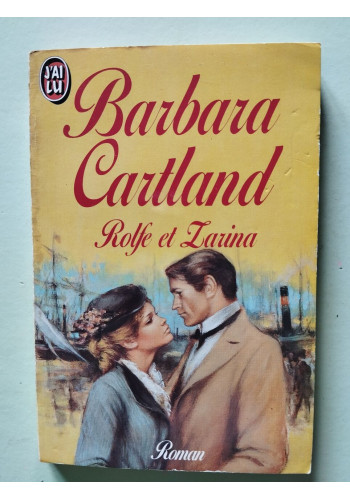 J'AI
LU
Barbara
Cartland
Rolfe et Zarina
Roman